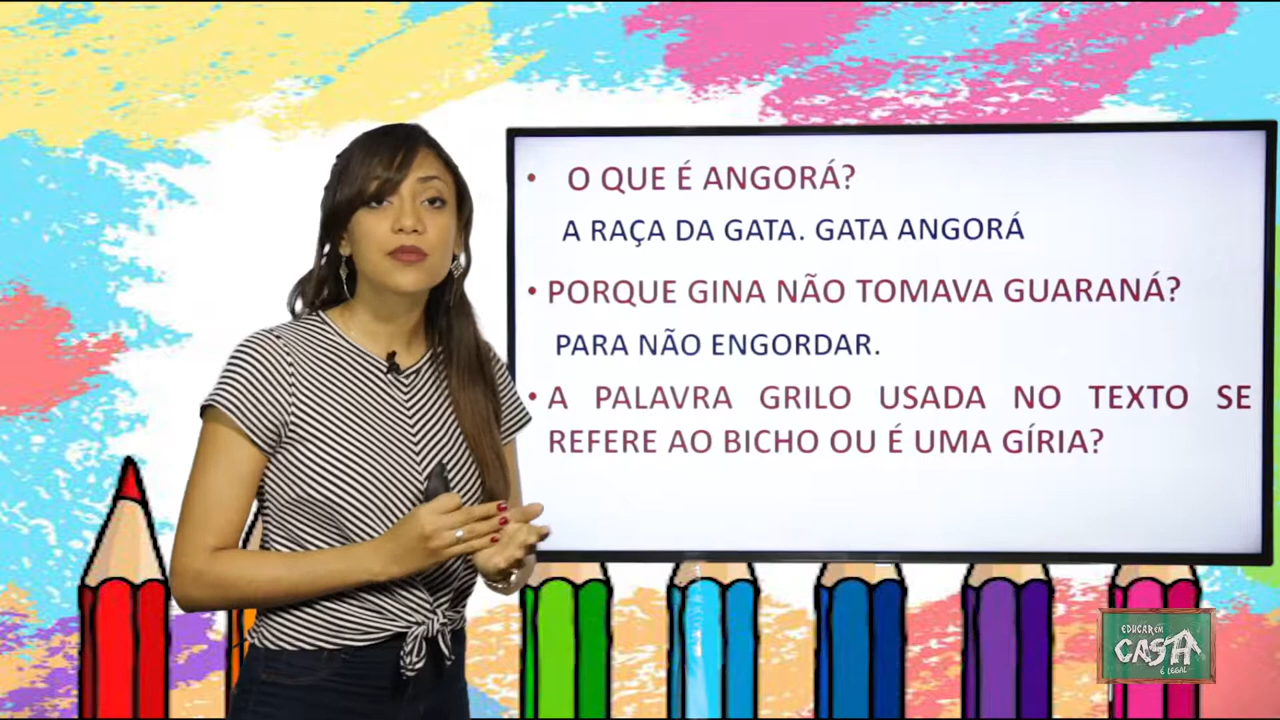 • O QUE É ANGORÁ?
A RAÇA DA GATA. GATA ANGORÁ
• PORQUE GINA NÃO TOMAVA GUARANÁ?
PARA NÃO ENGORDAR.
• A PALAVRA GRILO USADA NO TEXTO SE
REFERE AO BICHO OU É UMA GÍRIA?
EDUCAR EM
CASA
É LEGAL